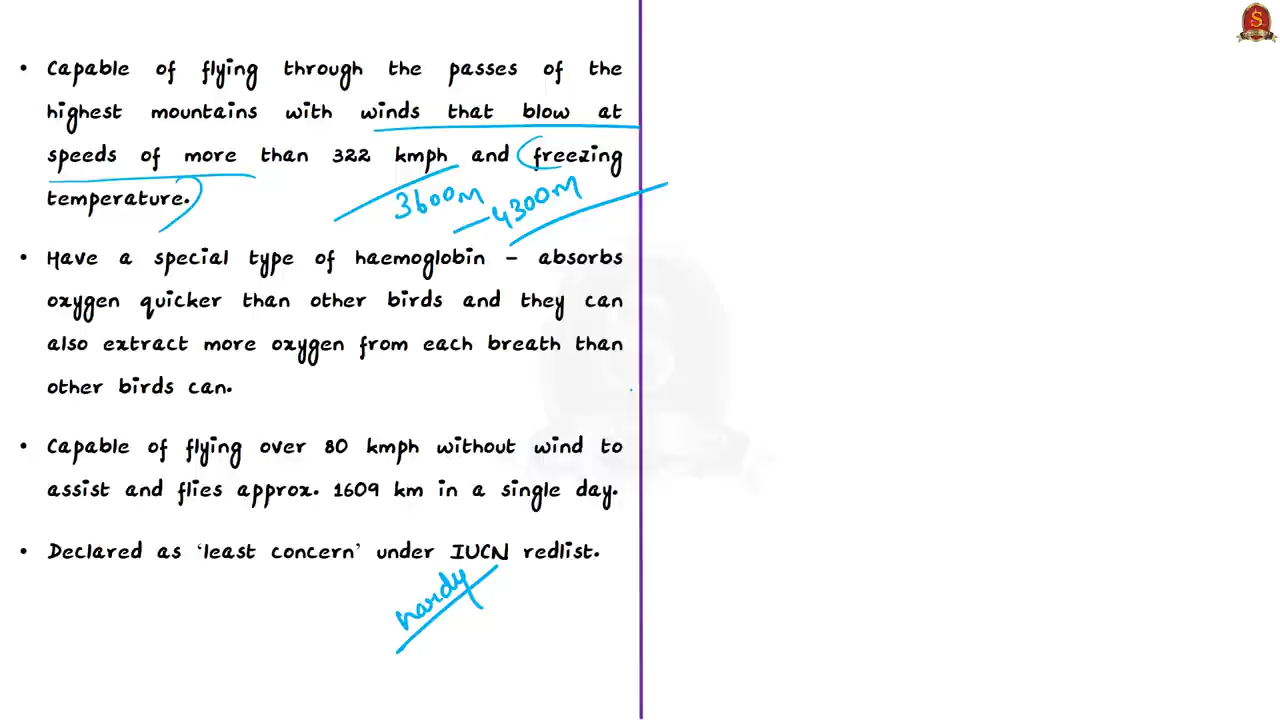 • Capable of flying through the passes of the
highest mountains with winds that blow at
speeds of more than 322 kmph and freezing
temperature.
3600M
- 4300M
• Have a special type of haemoglobin - absorbs
oxygen quicker than other birds and they can
also extract more oxygen from each breath than
other birds can.
• Capable of flying over 80 kmph without wind to
assist and flies approx. 1609 km in a single day.
• Declared as 'least concern' under IUCN redlist.
hardy
S